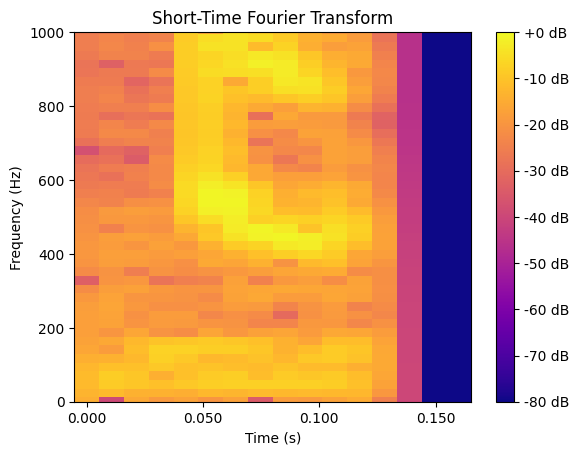 Short-Time Fourier Transform
Frequency (Hz)
1000
800
600
400
200
0
0.000
0.050
0.100
0.150
Time (s)
+0 dB
-10 dB
-20 dB
-30 dB
-40 dB
-50 dB
-60 dB
-70 dB
-80 dB